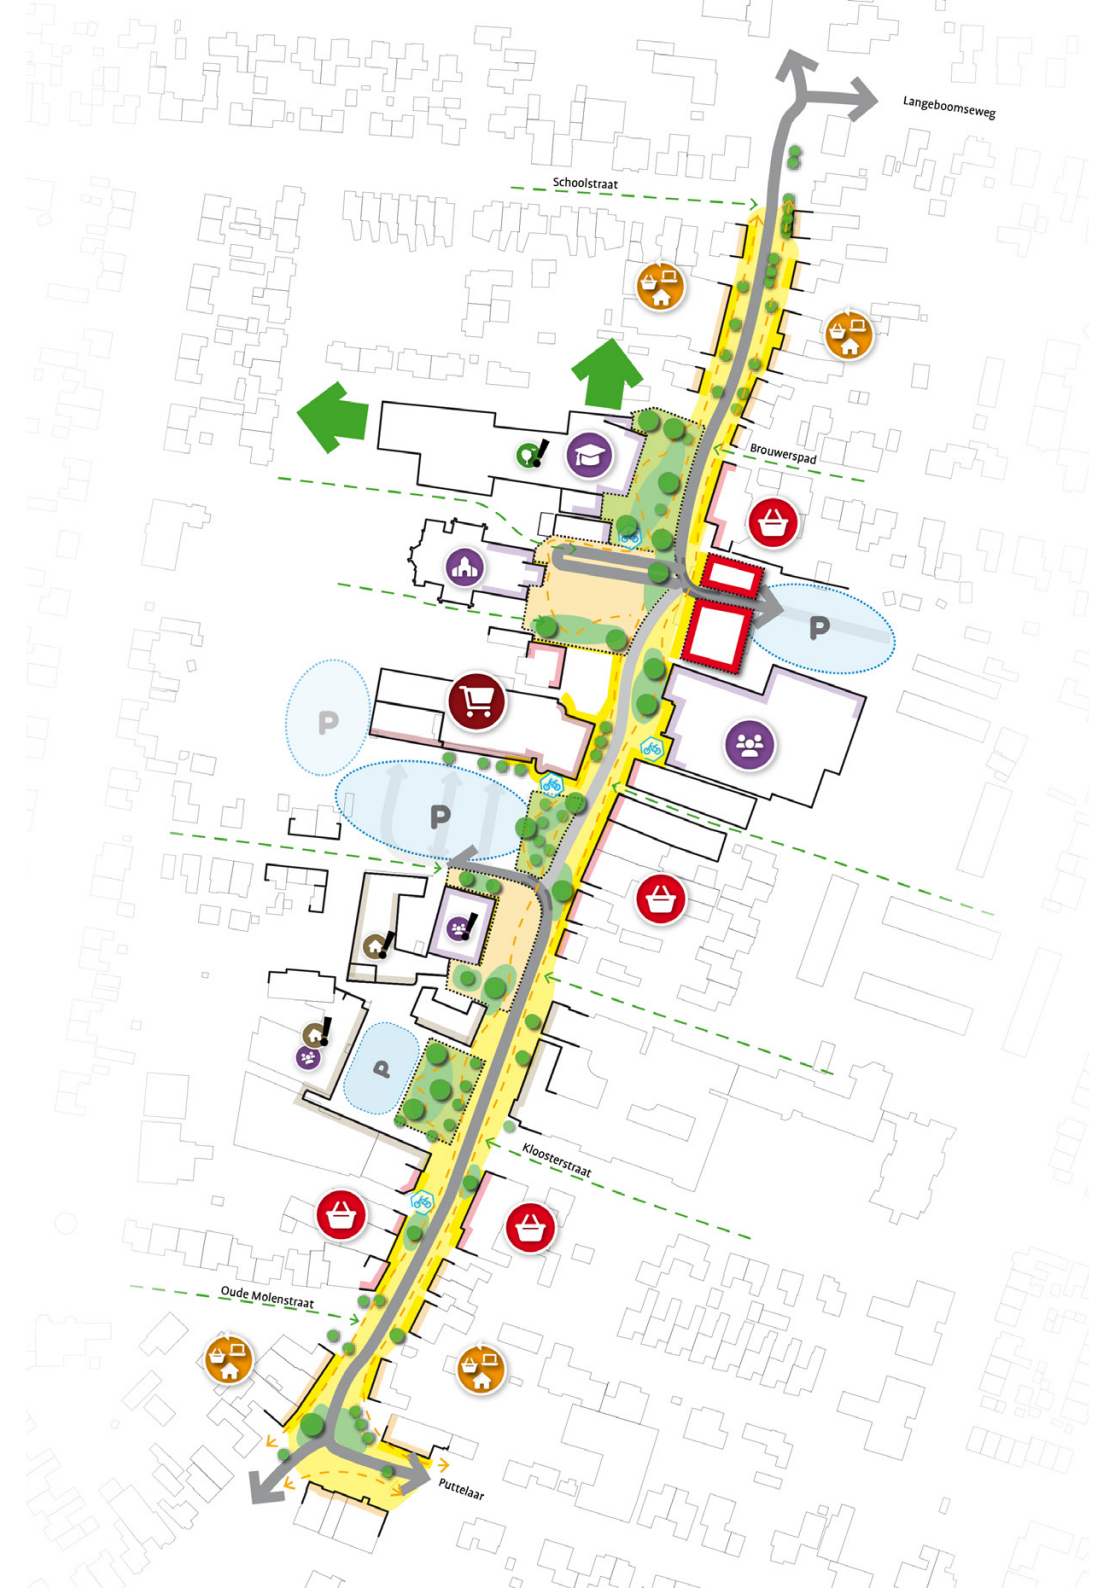 Langeboomseweg
Schoolstraat
Brouwerspad
P
P
P
P
Kloosterstraat
Oude Molenstraat
Puttelaar